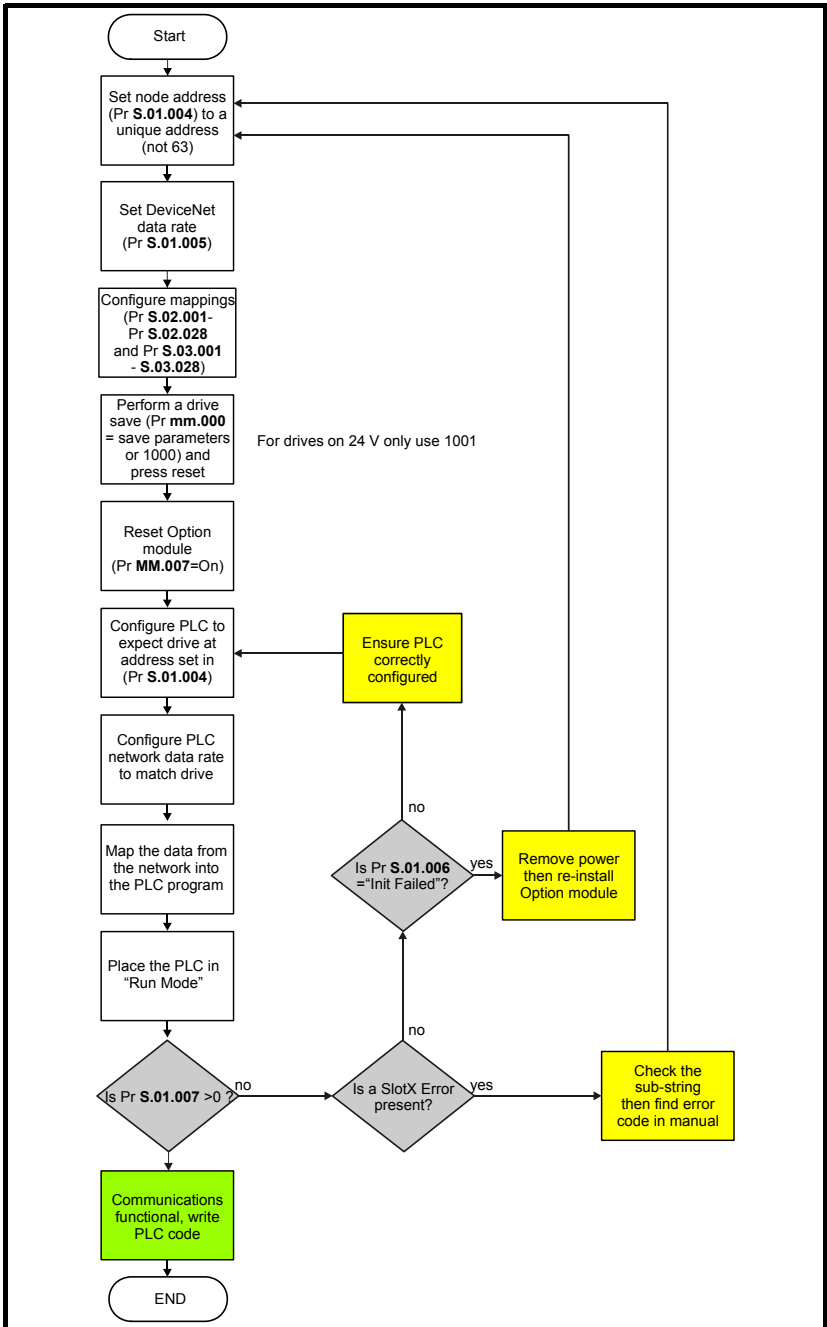 Start
Set node address
(Pr S.01.004) to a
unique address
(not 63)
Set DeviceNet
data rate
(Pr S.01.005)
Configure mappings
(Pr S.02.001-
Pr S.02.028
and Pr S.03.001
- S.03.028)
Perform a drive
save (Pr mm.000
= save parameters
or 1000) and
press reset
For drives on 24 V only use 1001
Reset Option
module
(Pr MM.007=On)
Configure PLC to
expect drive at
address set in
(Pr S.01.004)
Ensure PLC
correctly
configured
Configure PLC
network data rate
to match drive
no
Map the data from
the network into
the PLC program
Is Pr S.01.006
="Init Failed"?
yes
Remove power
then re-install
Option module
Place the PLC in
“Run Mode”
no
Is Pr S.01.007 >0 ?
no
Is a SlotX Error
present?
yes
Check the
sub-string
then find error
code in manual
Communications
functional, write
PLC code
END